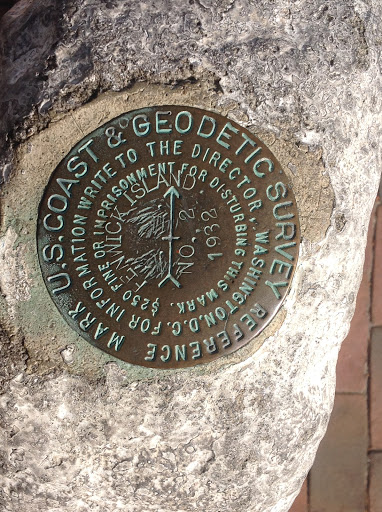 U.S. COAST & GEODETIC SURVEY
REFERENCE MARK
FOR INFORMATION WRITE TO THE DIRECTOR, WASHINGTON, D.C.
$250 FINE OR IMPRISONMENT FOR DISTURBING THIS MARK.
FENWICK ISLAND
NO. 2
1932